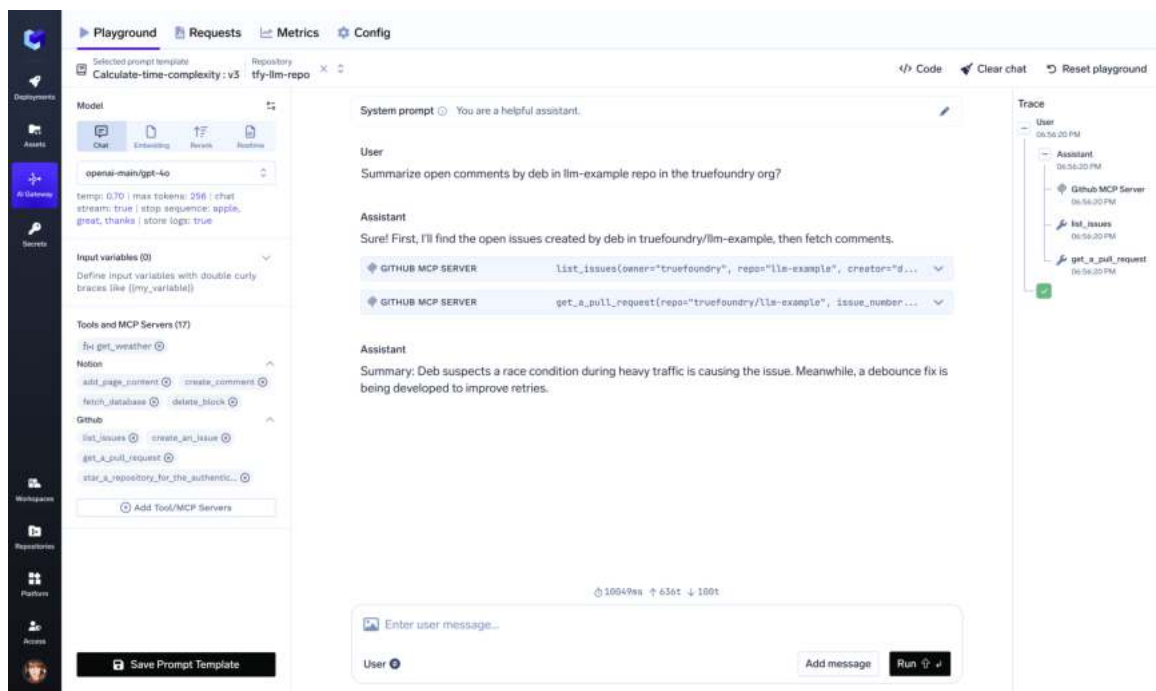 Playground
Requests
Metrics
Config
Selected prompt template
Calculate-time-complexity : v3
Repository
tfy-llm-repo
Code
Clear chat
Reset playground
Deployments
Assets
AI Gateway
Secrets
Workspaces
Repositories
Platform
Access
Model
Chat
Embedding
Rerank
Realtime
openai-main/gpt-4o
temp: 0.70 | max tokens: 256 | chat
stream: true | stop sequence: apple,
great, thanks | store logs: true
Input variables (0)
Define input variables with double curly
braces like {{my_variable}}
Tools and MCP Servers (17)
get_weather
Notion
add_page_content
create_comment
fetch_database
delete_block
Github
list_issues
create_an_issue
get_a_pull_request
star_a_repository_for_the_authentic...
Add Tool/MCP Servers
Save Prompt Template
System prompt
You are a helpful assistant.
User
Summarize open comments by deb in llm-example repo in the truefoundry org?
Assistant
Sure! First, I'll find the open issues created by deb in truefoundry/llm-example, then fetch comments.
GITHUB MCP SERVER
list_issues(owner="truefoundry", repo="llm-example", creator="d...
GITHUB MCP SERVER
get_a_pull_request(repo="truefoundry/llm-example", issue_number...
Assistant
Summary: Deb suspects a race condition during heavy traffic is causing the issue. Meanwhile, a debounce fix is
being developed to improve retries.
10049ms ↑ 636t ↓ 100t
Enter user message...
User
Add message
Run
Trace
User
06:56:20 PM
Assistant
06:56:20 PM
Github MCP Server
06:56:20 PM
list_issues
06:56:20 PM
get_a_pull_request
06:56:20 PM